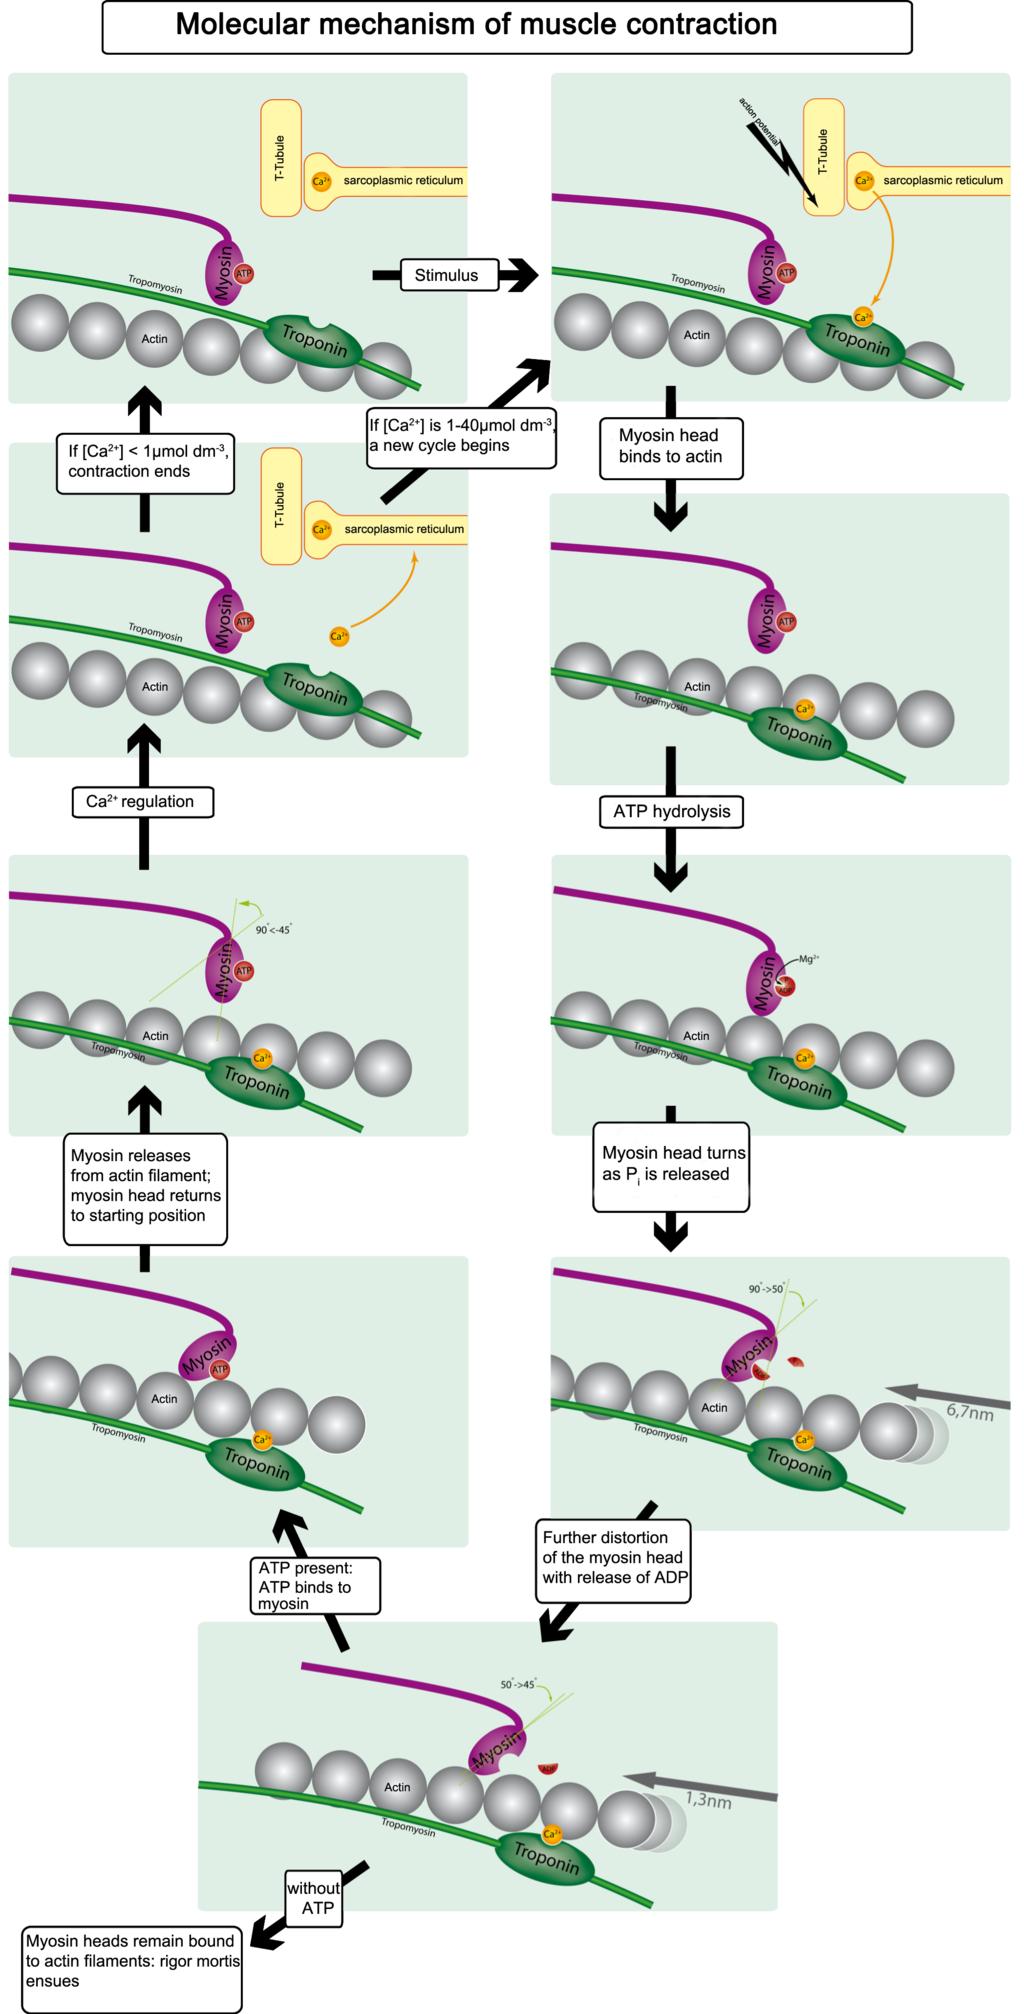 Molecular mechanism of muscle contraction
T-Tubule
Ca²⁺
sarcoplasmic reticulum
Myosin
ATP
Tropomyosin
Actin
Troponin
Stimulus
action potential
T-Tubule
Ca²⁺
sarcoplasmic reticulum
Myosin
ATP
Tropomyosin
Ca²⁺
Actin
Troponin
If [Ca²⁺] < 1µmol dm⁻³,
contraction ends
If [Ca²⁺] is 1-40µmol dm⁻³,
a new cycle begins
Myosin head
binds to actin
T-Tubule
Ca²⁺
sarcoplasmic reticulum
Myosin
ATP
Tropomyosin
Ca²⁺
Actin
Troponin
Myosin
ATP
Actin
Tropomyosin
Ca²⁺
Troponin
Ca²⁺ regulation
ATP hydrolysis
90°<-45°
Myosin
ATP
Actin
Tropomyosin
Ca²⁺
Troponin
Mg²⁺
Myosin
P
ADP
Actin
Tropomyosin
Ca²⁺
Troponin
Myosin releases
from actin filament;
myosin head returns
to starting position
Myosin head turns
as Pᵢ is released
Myosin
ATP
Actin
Tropomyosin
Ca²⁺
Troponin
90°->50°
Myosin
P
ADP
Actin
6,7nm
Tropomyosin
Ca²⁺
Troponin
ATP present:
ATP binds to
myosin
Further distortion
of the myosin head
with release of ADP
50°->45°
Myosin
ADP
Actin
1,3nm
Tropomyosin
Ca²⁺
Troponin
without
ATP
Myosin heads remain bound
to actin filaments: rigor mortis
ensues